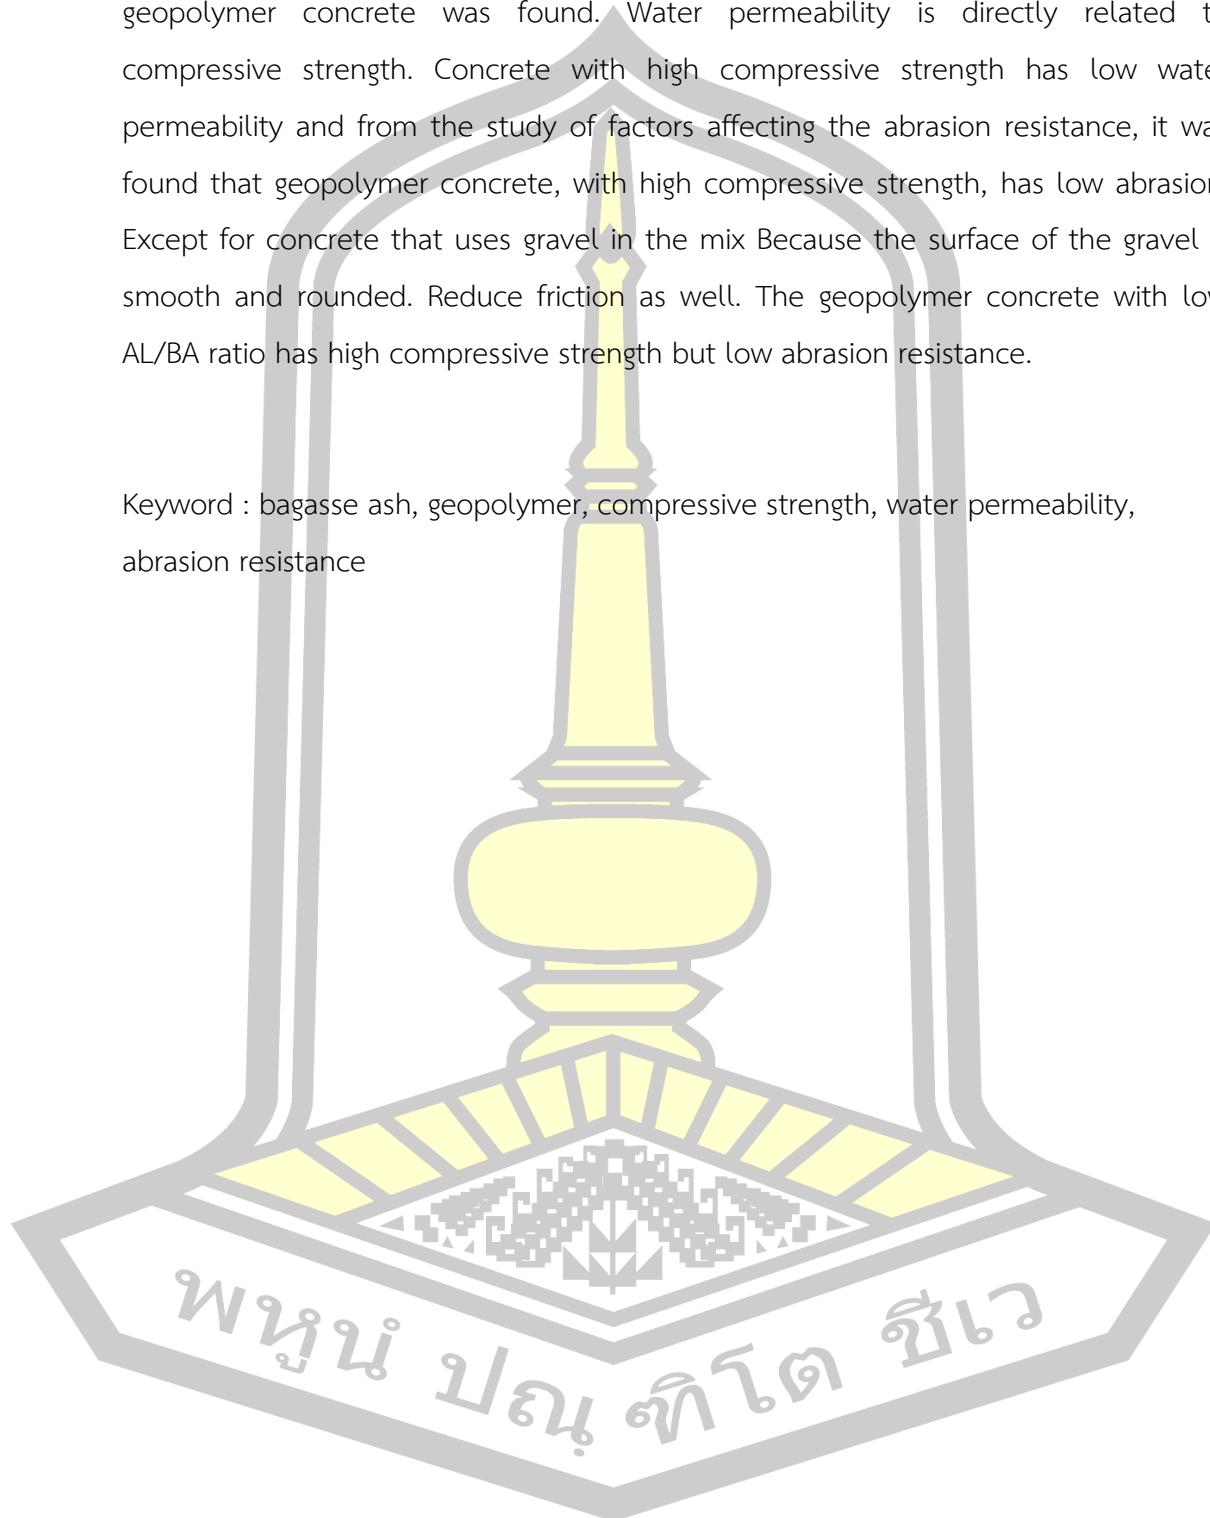 geopolymer concrete was found. Water permeability is directly related t
compressive strength. Concrete with high compressive strength has low wate
permeability and from the study of factors affecting the abrasion resistance, it wa
found that geopolymer concrete, with high compressive strength, has low abrasion
Except for concrete that uses gravel in the mix Because the surface of the gravel
smooth and rounded. Reduce friction as well. The geopolymer concrete with lo
AL/BA ratio has high compressive strength but low abrasion resistance.
Keyword : bagasse ash, geopolymer, compressive strength, water permeability,
abrasion resistance
พหูนํ ปณฺฑิโต ชีเว